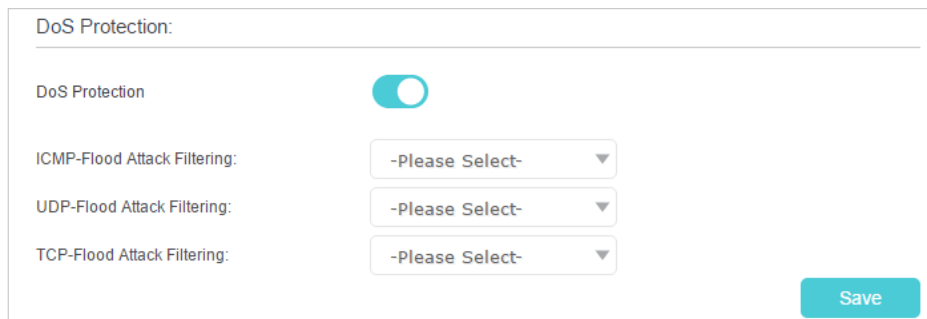 DoS Protection:
DoS Protection
ICMP-Flood Attack Filtering: -Please Select-
UDP-Flood Attack Filtering: -Please Select-
TCP-Flood Attack Filtering: -Please Select-
Save